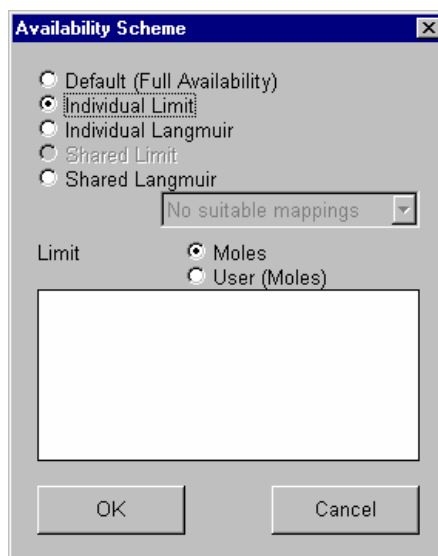 Availability Scheme
Default (Full Availability)
Individual Limit
Individual Langmuir
Shared Limit
Shared Langmuir
No suitable mappings
Limit Moles
User (Moles)
OK Cancel